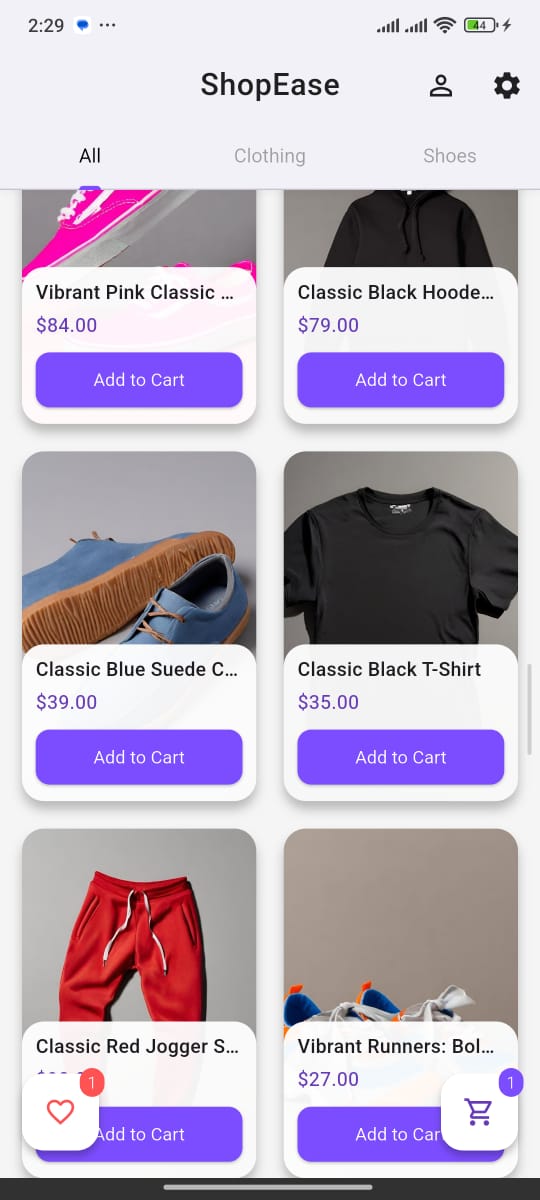 2:29
44
ShopEase
All
Clothing
Shoes
Vibrant Pink Classic ...
$84.00
Add to Cart
Classic Black Hoode...
$79.00
Add to Cart
Classic Blue Suede C...
$39.00
Add to Cart
Classic Black T-Shirt
$35.00
Add to Cart
Classic Red Jogger S...
1
Add to Cart
Vibrant Runners: Bol...
$27.00
1
Add to Car